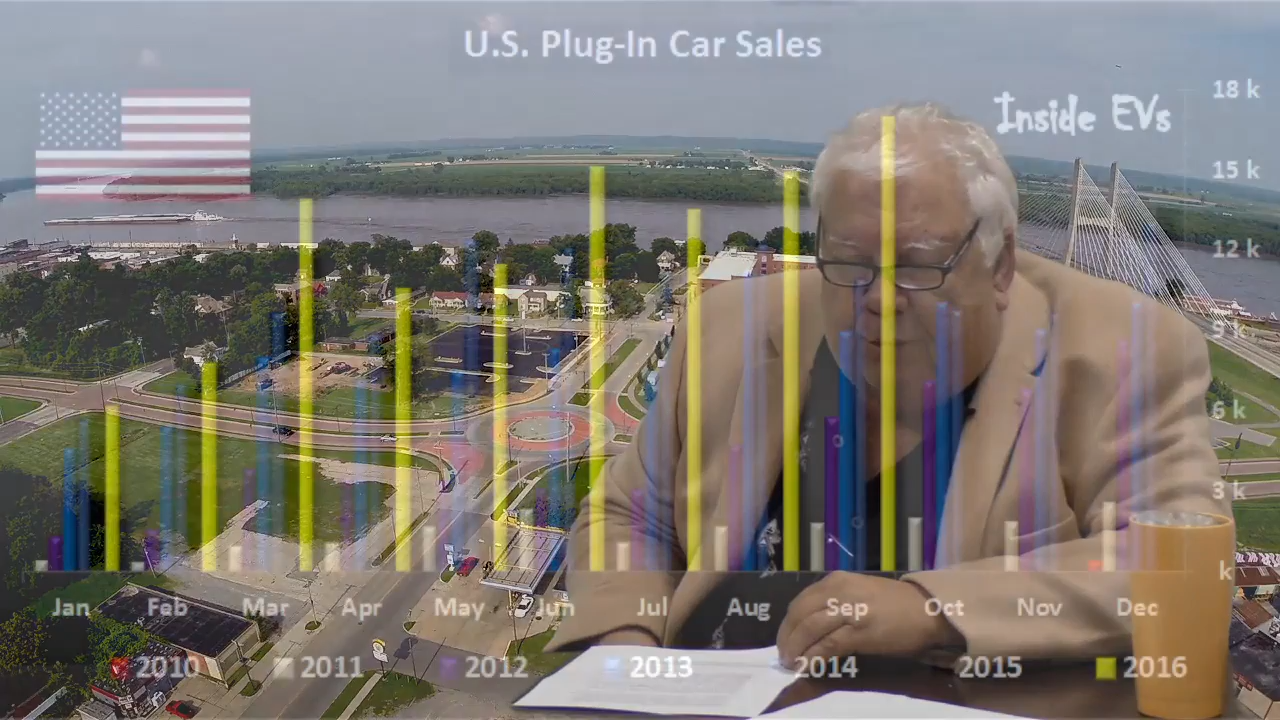 U.S. Plug-In Car Sales
Inside EVs
18 k
15 k
12 k
9 k
6 k
3 k
k
Jan Feb Mar Apr May Jun Jul Aug Sep Oct Nov Dec
2010 2011 2012 2013 2014 2015 2016